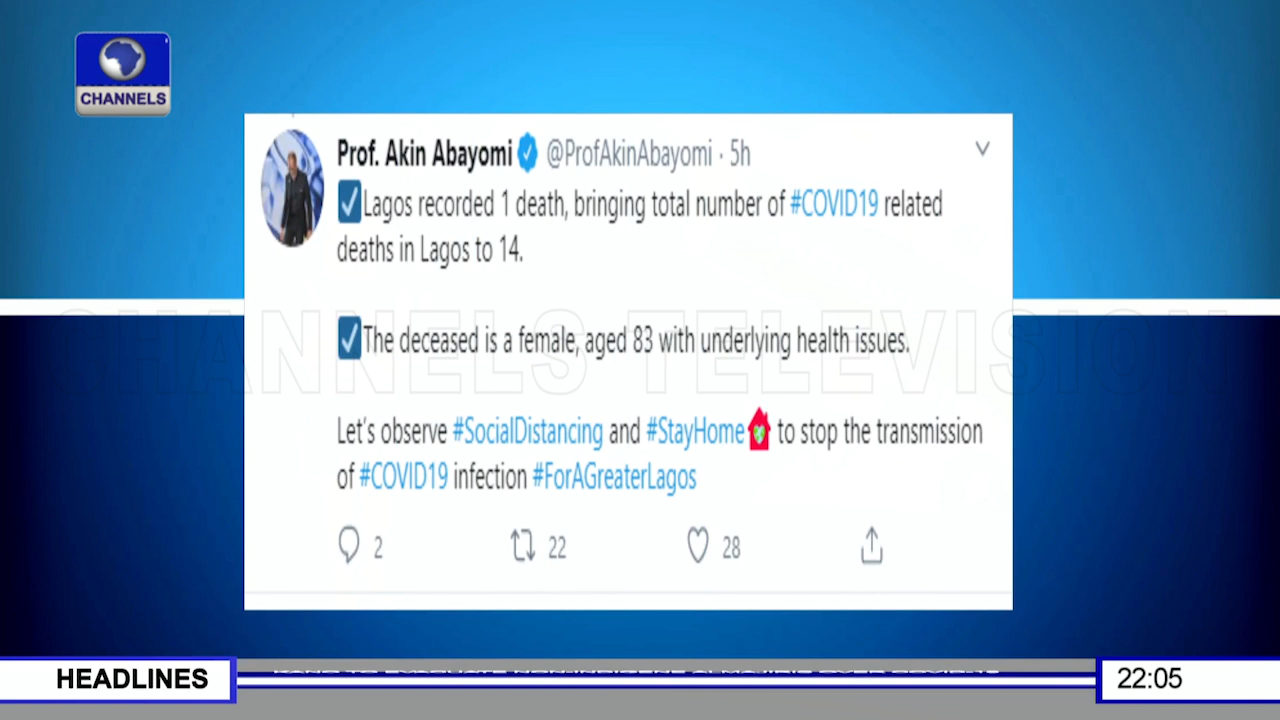 CHANNELS
Prof. Akin Abayomi @ProfAkinAbayomi · 5h
Lagos recorded 1 death, bringing total number of #COVID19 related
deaths in Lagos to 14.
CHANNELS TELEVISION
The deceased is a female, aged 83 with underlying health issues.
Let's observe #SocialDistancing and #StayHome to stop the transmission
of #COVID19 infection #ForAGreaterLagos
2 22 28
HEADLINES
22:05